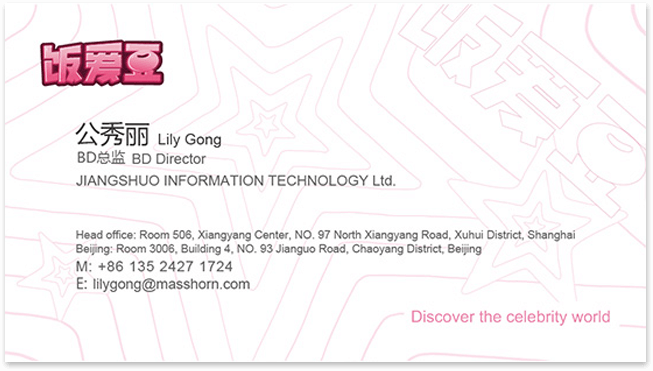 饭爱豆
公秀丽 Lily Gong
BD总监 BD Director
JIANGSHUO INFORMATION TECHNOLOGY Ltd.
Head office: Room 506, Xiangyang Center, NO. 97 North Xiangyang Road, Xuhui District, Shanghai
Beijing: Room 3006, Building 4, NO. 93 Jianguo Road, Chaoyang District, Beijing
M: +86 135 2427 1724
E: lilygong@masshorn.com
Discover the celebrity world